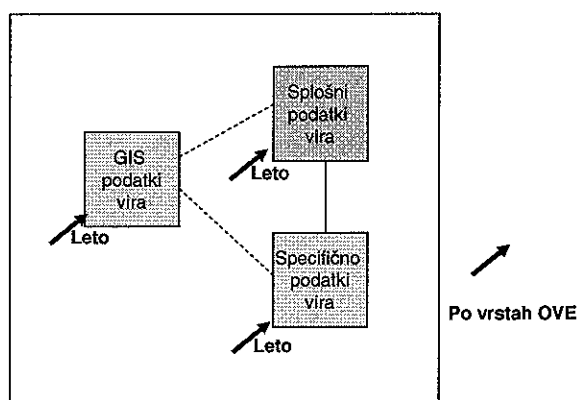 Splošni
podatki
vira
Leto
GIS
podatki
vira
Leto
Specifično
podatki
vira
Leto
Po vrstah OVE